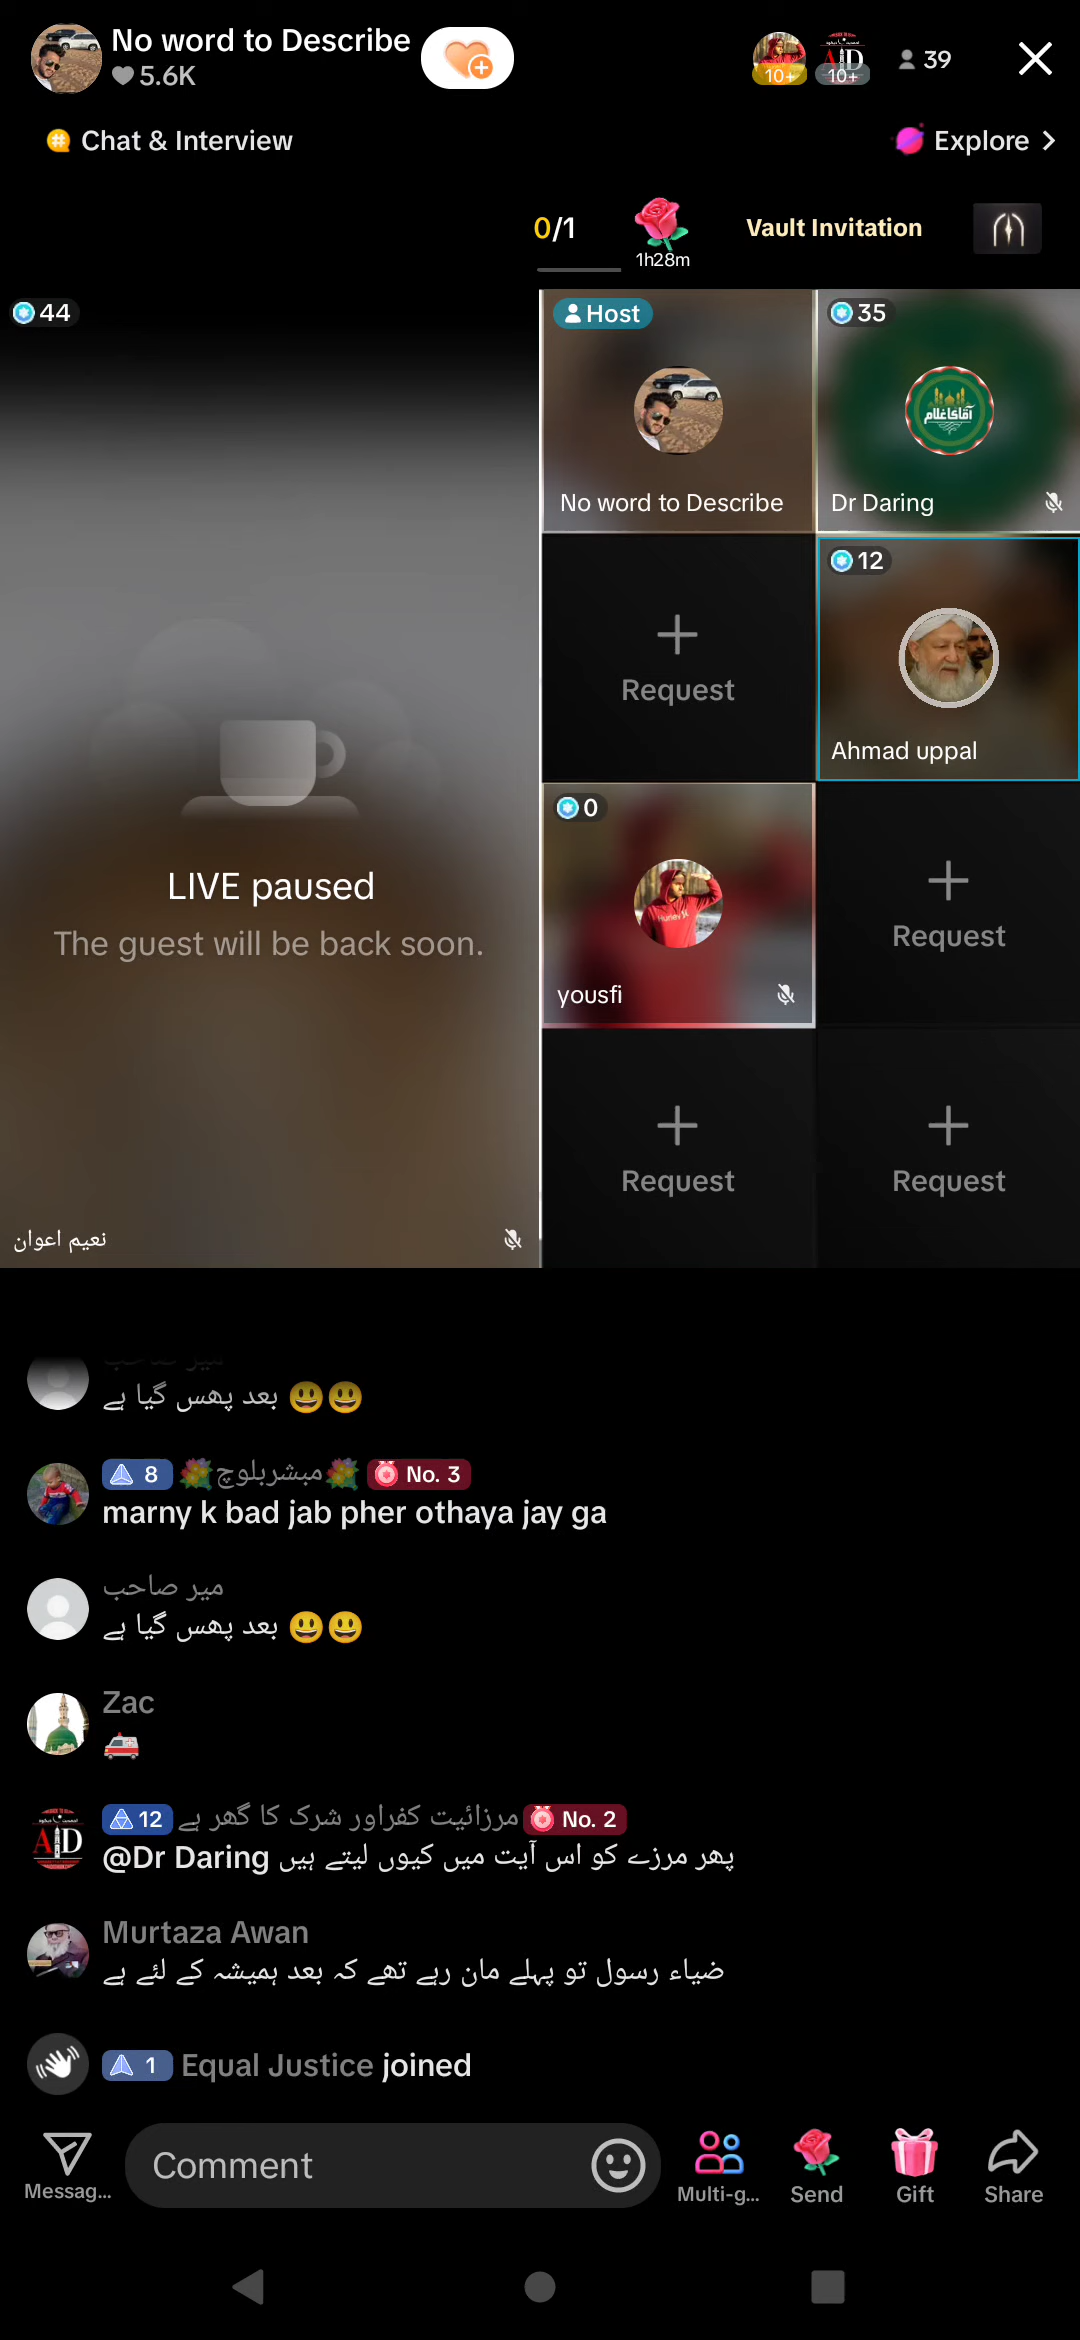 No word to Describe
5.6K
10+
10+
39
Chat & Interview
Explore
0/1
1h28m
Vault Invitation
44
Host
35
آقا کا غلام
No word to Describe
Dr Daring
12
Request
Ahmad uppal
0
LIVE paused
The guest will be back soon.
Request
yousfi
Request
Request
نعیم اعوان
میر صاحب
بعد پھس گیا ہے 😃😃
8 💐مبشربلوچ💐 No. 3
marny k bad jab pher othaya jay ga
میر صاحب
بعد پھس گیا ہے 😃😃
Zac
🚑
12 مرزائیت کفراور شرک کا گھر ہے No. 2
@Dr Daring پھر مرزے کو اس آیت میں کیوں لیتے ہیں
Murtaza Awan
ضیاء رسول تو پہلے مان رہے تھے کہ بعد ہمیشہ کے لئے ہے
1 Equal Justice joined
Messag...
Comment
Multi-g...
Send
Gift
Share